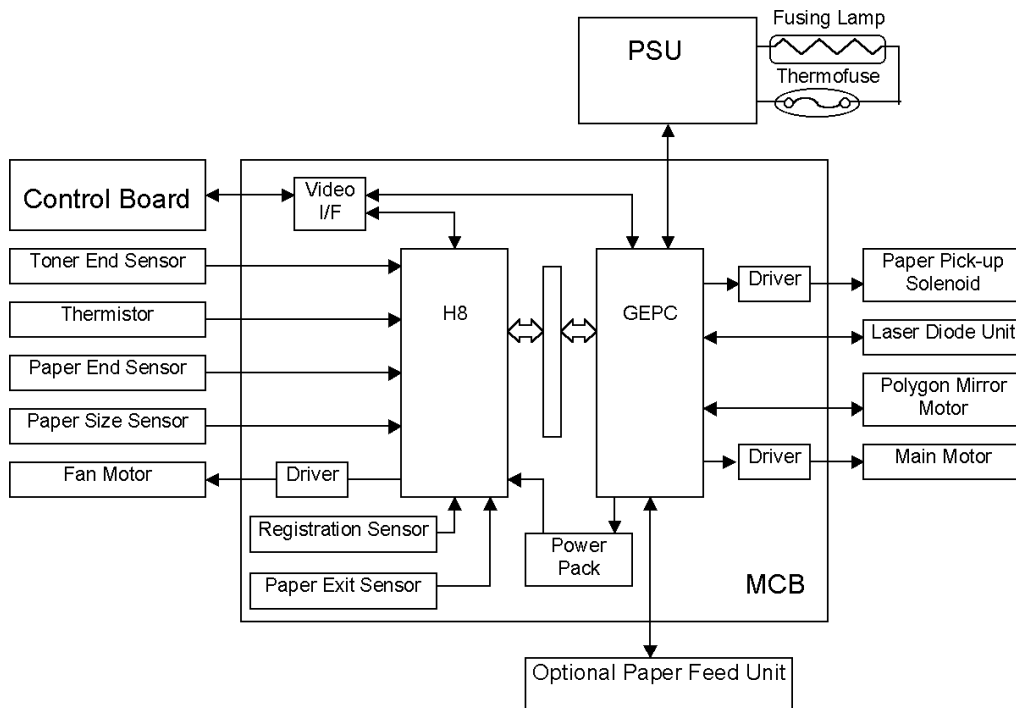 Fusing Lamp
PSU
Thermofuse
Control Board
Video
I/F
Toner End Sensor
Thermistor
Paper End Sensor
Paper Size Sensor
Fan Motor
Driver
H8
GEPC
Driver
Paper Pick-up
Solenoid
Laser Diode Unit
Polygon Mirror
Motor
Driver
Main Motor
Registration Sensor
Paper Exit Sensor
Power
Pack
MCB
Optional Paper Feed Unit